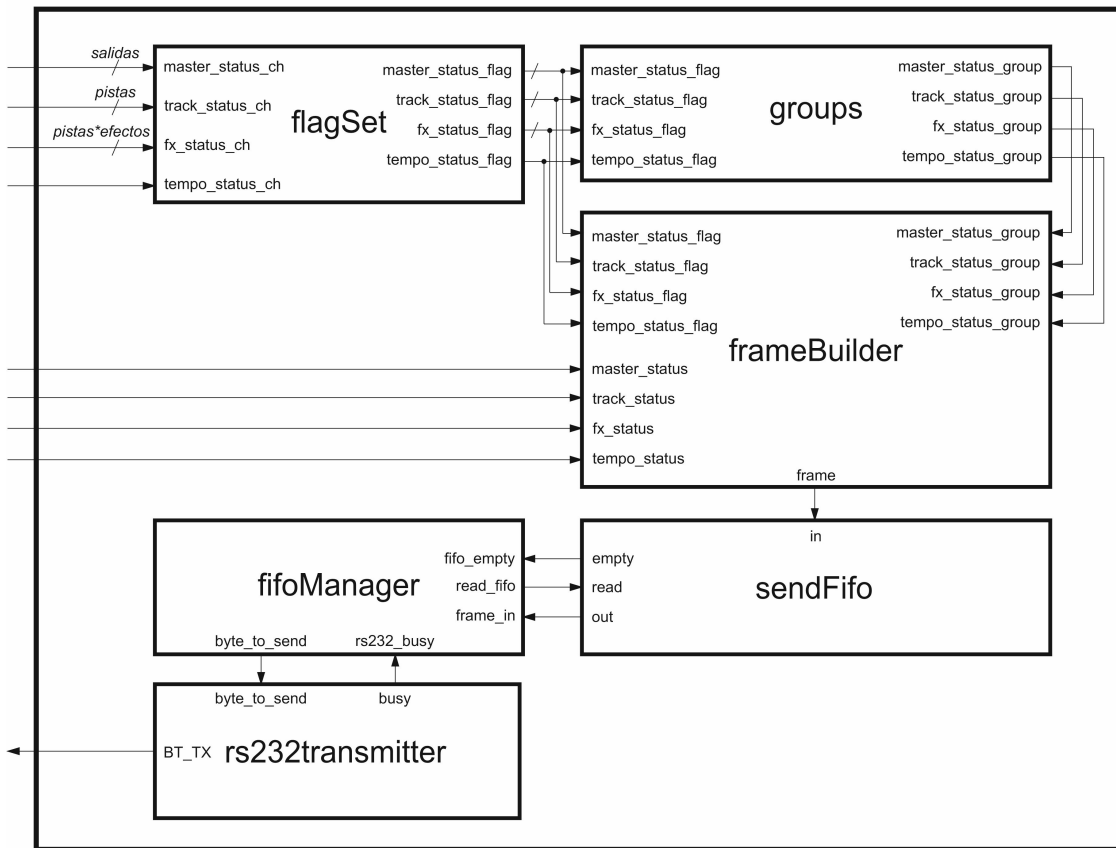 salidas
master_status_ch
pistas
track_status_ch
pistas*efectos
fx_status_ch
tempo_status_ch
flagSet
master_status_flag
track_status_flag
fx_status_flag
tempo_status_flag
master_status_flag
track_status_flag
fx_status_flag
tempo_status_flag
groups
master_status_group
track_status_group
fx_status_group
tempo_status_group
master_status_flag
track_status_flag
fx_status_flag
tempo_status_flag
master_status_group
track_status_group
fx_status_group
tempo_status_group
frameBuilder
master_status
track_status
fx_status
tempo_status
frame
in
fifoManager
fifo_empty
read_fifo
frame_in
byte_to_send
rs232_busy
empty
read
out
sendFifo
byte_to_send
busy
BT_TX
rs232transmitter